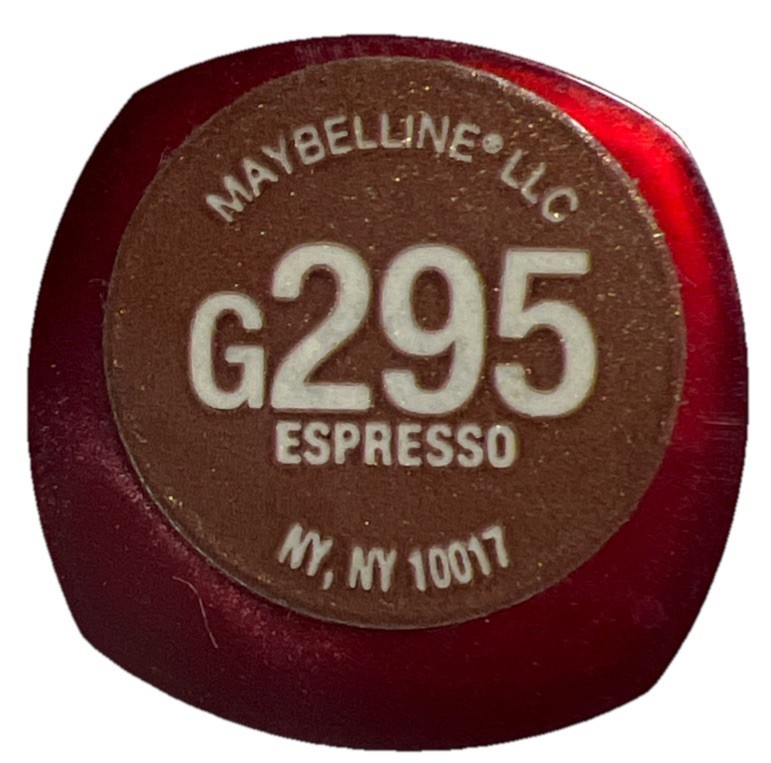 MAYBELLINE® LLC
G295
ESPRESSO
NY, NY 10017